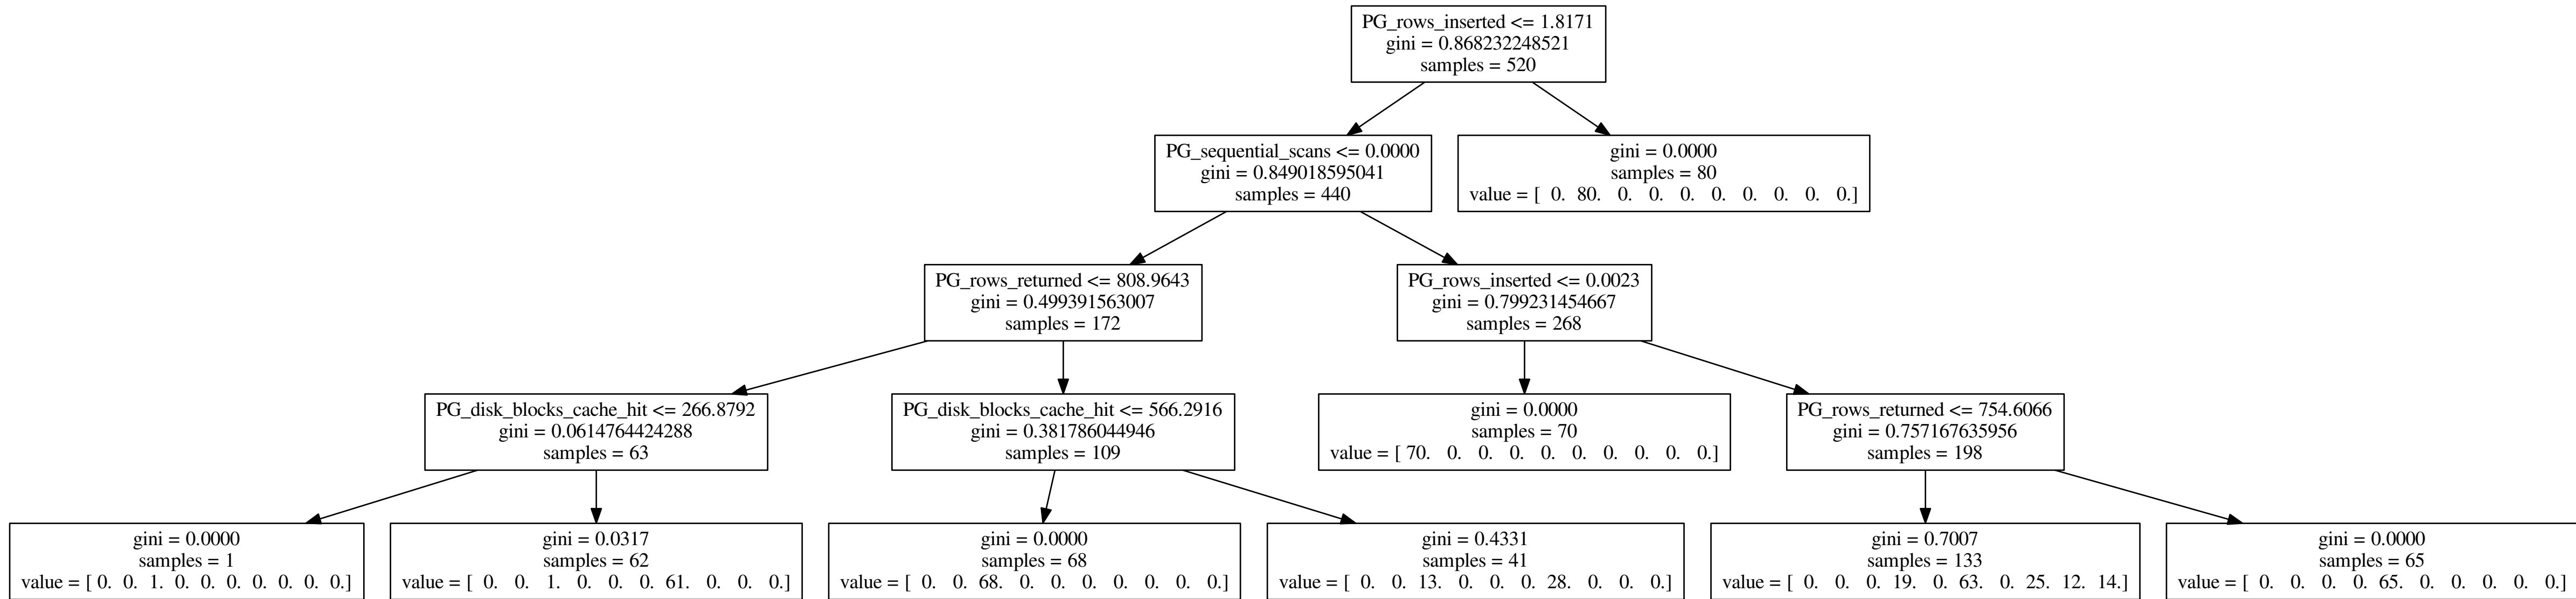 PG_rows_inserted <= 1.8171
gini = 0.868232248521
samples = 520
PG_sequential_scans <= 0.0000
gini = 0.849018595041
samples = 440
gini = 0.0000
samples = 80
value = [ 0. 80. 0. 0. 0. 0. 0. 0. 0. 0.]
PG_rows_returned <= 808.9643
gini = 0.499391563007
samples = 172
PG_rows_inserted <= 0.0023
gini = 0.799231454667
samples = 268
PG_disk_blocks_cache_hit <= 266.8792
gini = 0.0614764424288
samples = 63
PG_disk_blocks_cache_hit <= 566.2916
gini = 0.381786044946
samples = 109
gini = 0.0000
samples = 70
value = [ 70. 0. 0. 0. 0. 0. 0. 0. 0. 0.]
PG_rows_returned <= 754.6066
gini = 0.757167635956
samples = 198
gini = 0.0000
samples = 1
value = [ 0. 0. 1. 0. 0. 0. 0. 0. 0. 0.]
gini = 0.0317
samples = 62
value = [ 0. 0. 1. 0. 0. 0. 61. 0. 0. 0.]
gini = 0.0000
samples = 68
value = [ 0. 0. 68. 0. 0. 0. 0. 0. 0. 0.]
gini = 0.4331
samples = 41
value = [ 0. 0. 13. 0. 0. 0. 28. 0. 0. 0.]
gini = 0.7007
samples = 133
value = [ 0. 0. 0. 19. 0. 63. 0. 25. 12. 14.]
gini = 0.0000
samples = 65
value = [ 0. 0. 0. 0. 65. 0. 0. 0. 0. 0.]